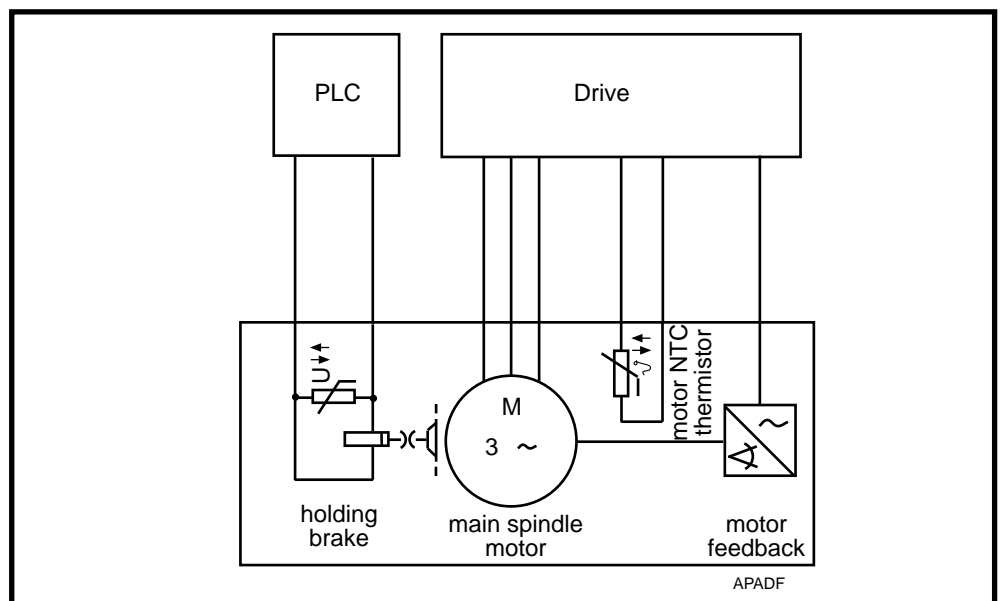 PLC
Drive
U
motor NTC
thermistor
M
3 ~
~
holding
brake
main spindle
motor
motor
feedback
APADF